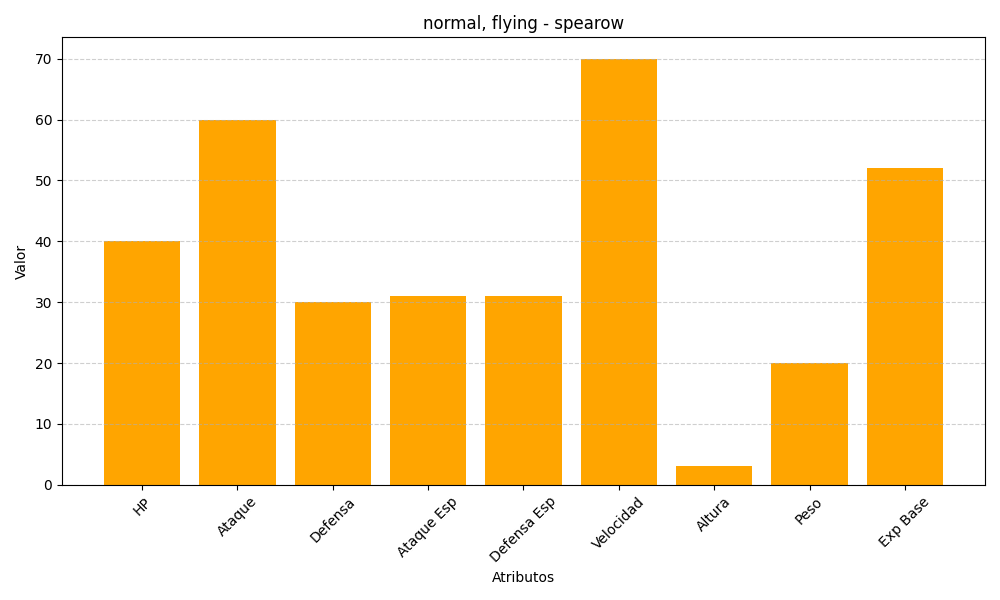 normal, flying - spearow
Valor
70
60
50
40
30
20
10
0
HP
Ataque
Defensa
Ataque Esp
Defensa Esp
Velocidad
Altura
Peso
Exp Base
Atributos